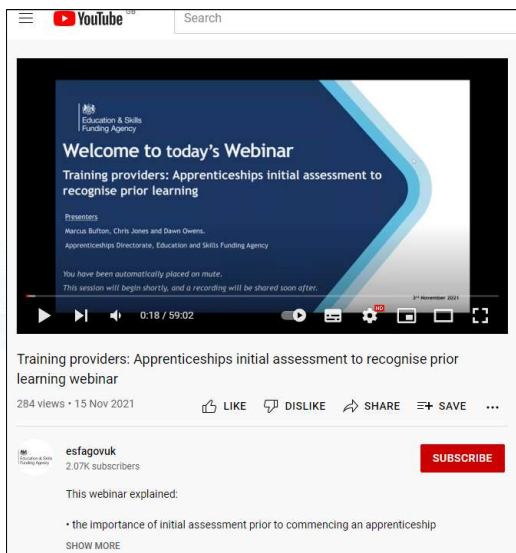 YouTube GB
Search
Education & Skills
Funding Agency
Welcome to today's Webinar
Training providers: Apprenticeships initial assessment to
recognise prior learning
Presenters
Marcus Bufton, Chris Jones and Dawn Owens.
Apprenticeships Directorate, Education and Skills Funding Agency
You have been automatically placed on mute.
This session will begin shortly, and a recording will be shared soon after.
3rd November 2021
0:18 / 59:02
HD
Training providers: Apprenticeships initial assessment to recognise prior
learning webinar
284 views • 15 Nov 2021
LIKE
DISLIKE
SHARE
SAVE
Education & Skills
Funding Agency
esfagovuk
2.07K subscribers
SUBSCRIBE
This webinar explained:
• the importance of initial assessment prior to commencing an apprenticeship
SHOW MORE